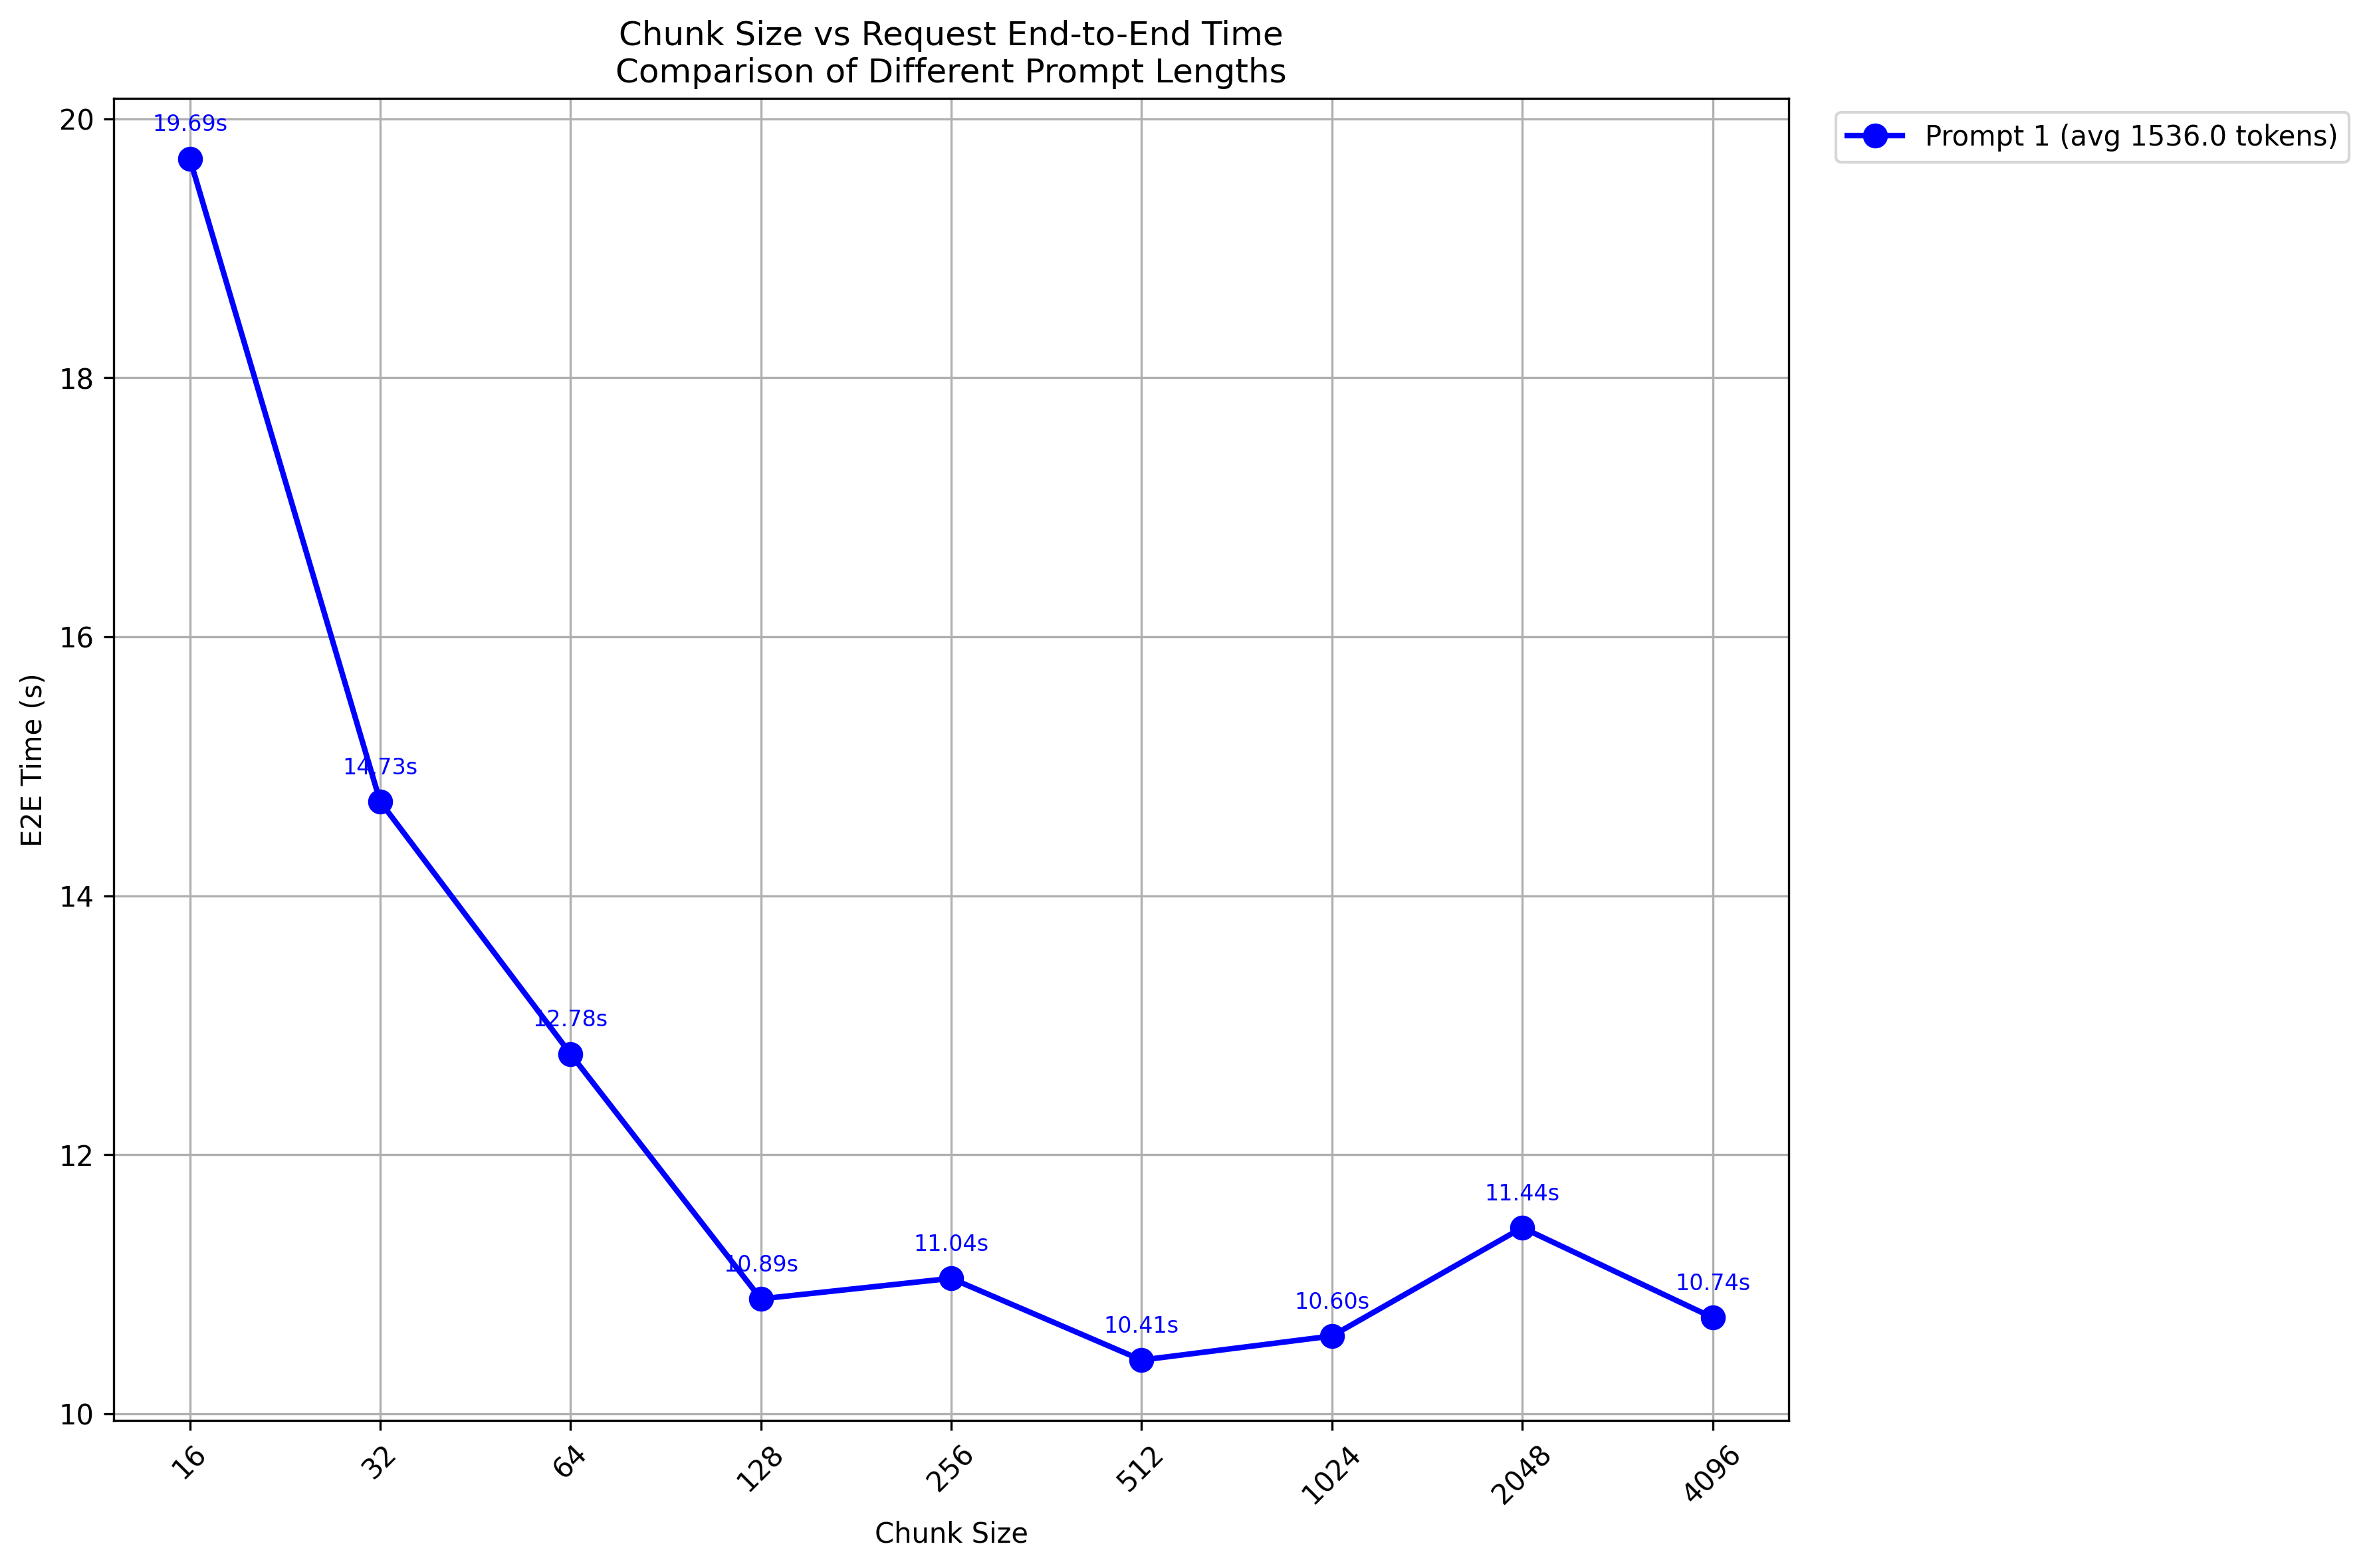 Chunk Size vs Request End-to-End Time
Comparison of Different Prompt Lengths
Prompt 1 (avg 1536.0 tokens)
E2E Time (s)
20
18
16
14
12
10
19.69s
14.73s
12.78s
10.89s
11.04s
10.41s
10.60s
11.44s
10.74s
16
32
64
128
256
512
1024
2048
4096
Chunk Size